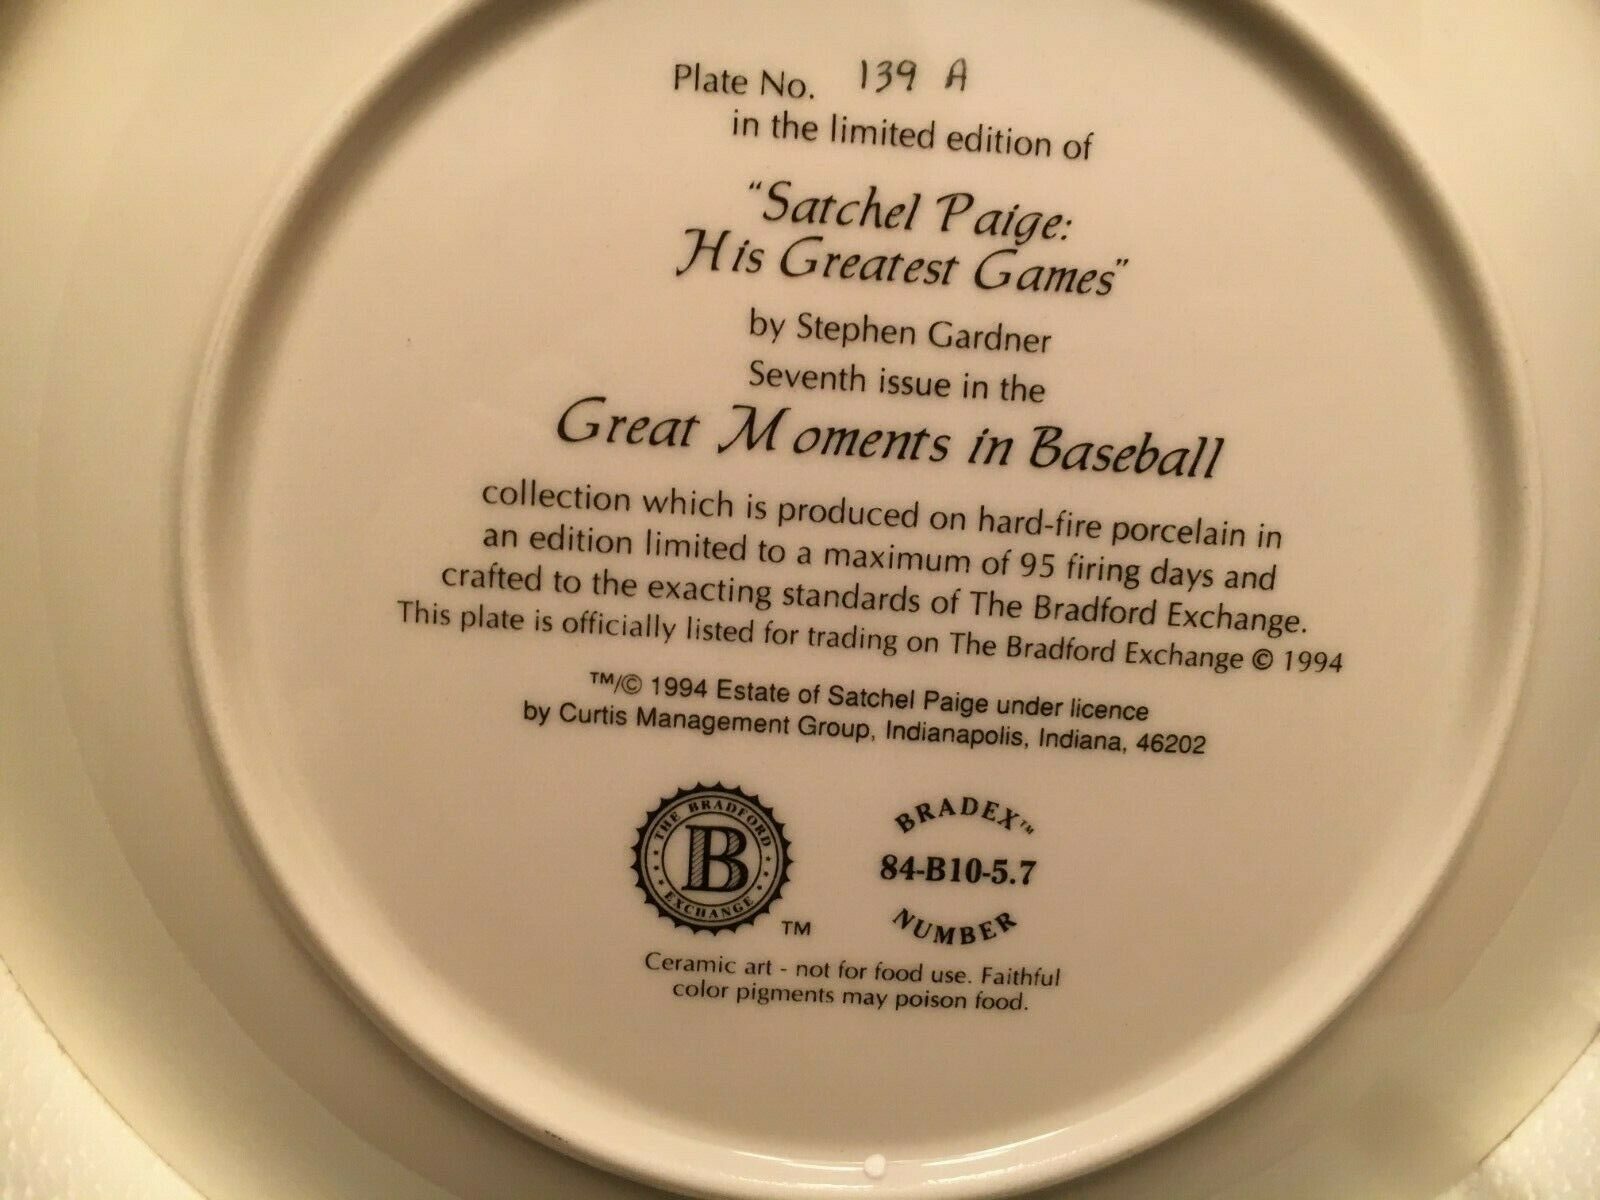 Plate No. 139 A
in the limited edition of
“Satchel Paige:
His Greatest Games”
by Stephen Gardner
Seventh issue in the
Great Moments in Baseball
collection which is produced on hard-fire porcelain in
an edition limited to a maximum of 95 firing days and
crafted to the exacting standards of The Bradford Exchange.
This plate is officially listed for trading on The Bradford Exchange © 1994
™/© 1994 Estate of Satchel Paige under licence
by Curtis Management Group, Indianapolis, Indiana, 46202
THE BRADFORD
B
EXCHANGE
TM
BRADEX™
84-B10-5.7
NUMBER
Ceramic art - not for food use. Faithful
color pigments may poison food.